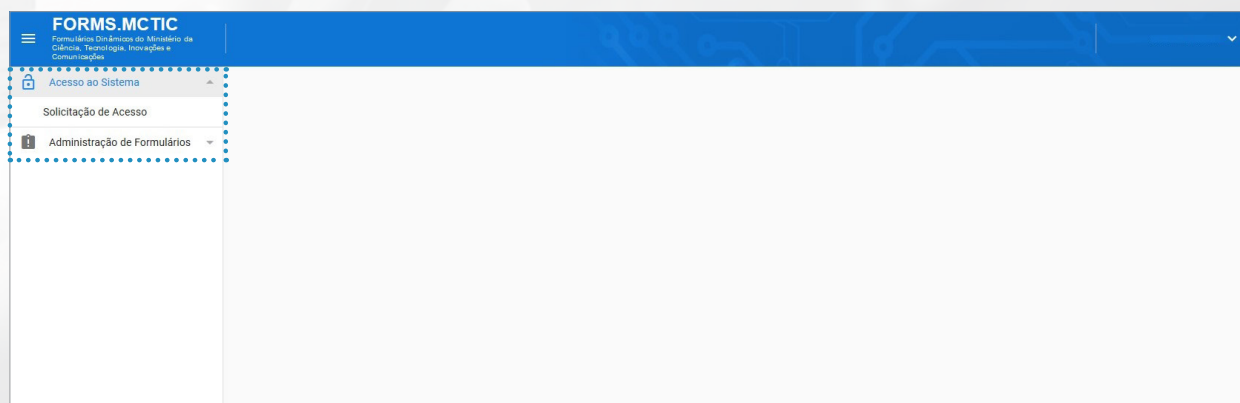 FORMS.MCTIC
Formulários Dinâmicos do Ministério da
Ciência, Tecnologia, Inovações e
Comunicações
Acesso ao Sistema
Solicitação de Acesso
Administração de Formulários